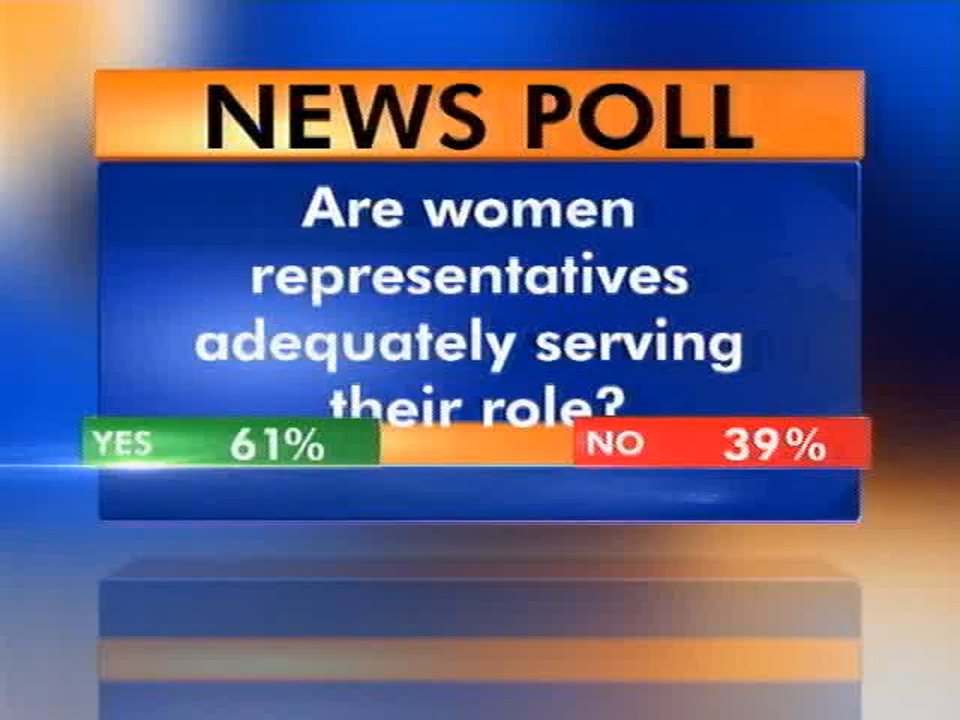 NEWS POLL
Are women
representatives
adequately serving
their role?
YES 61% NO 39%